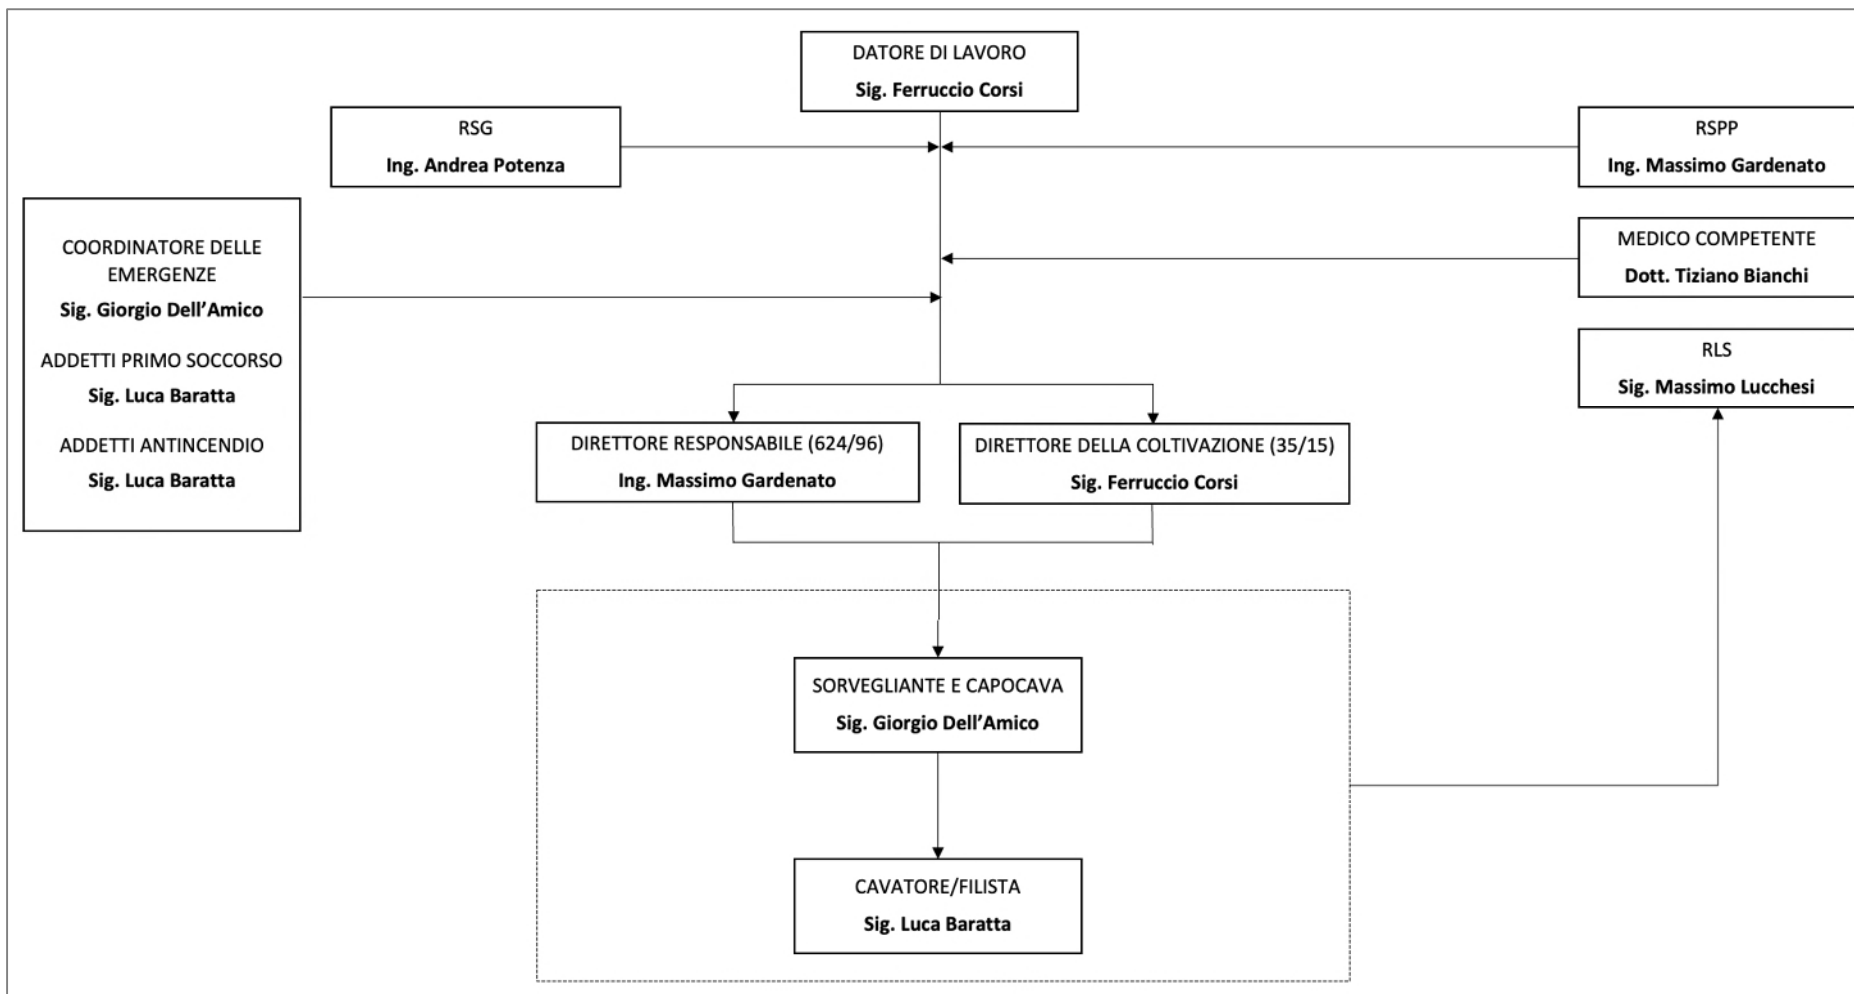 DATORE DI LAVORO
Sig. Ferruccio Corsi
RSG
Ing. Andrea Potenza
RSPP
Ing. Massimo Gardenato
COORDINATORE DELLE
EMERGENZE
Sig. Giorgio Dell’Amico
ADDETTI PRIMO SOCCORSO
Sig. Luca Baratta
ADDETTI ANTINCENDIO
Sig. Luca Baratta
MEDICO COMPETENTE
Dott. Tiziano Bianchi
RLS
Sig. Massimo Lucchesi
DIRETTORE RESPONSABILE (624/96)
Ing. Massimo Gardenato
DIRETTORE DELLA COLTIVAZIONE (35/15)
Sig. Ferruccio Corsi
SORVEGLIANTE E CAPOCAVA
Sig. Giorgio Dell’Amico
CAVATORE/FILISTA
Sig. Luca Baratta